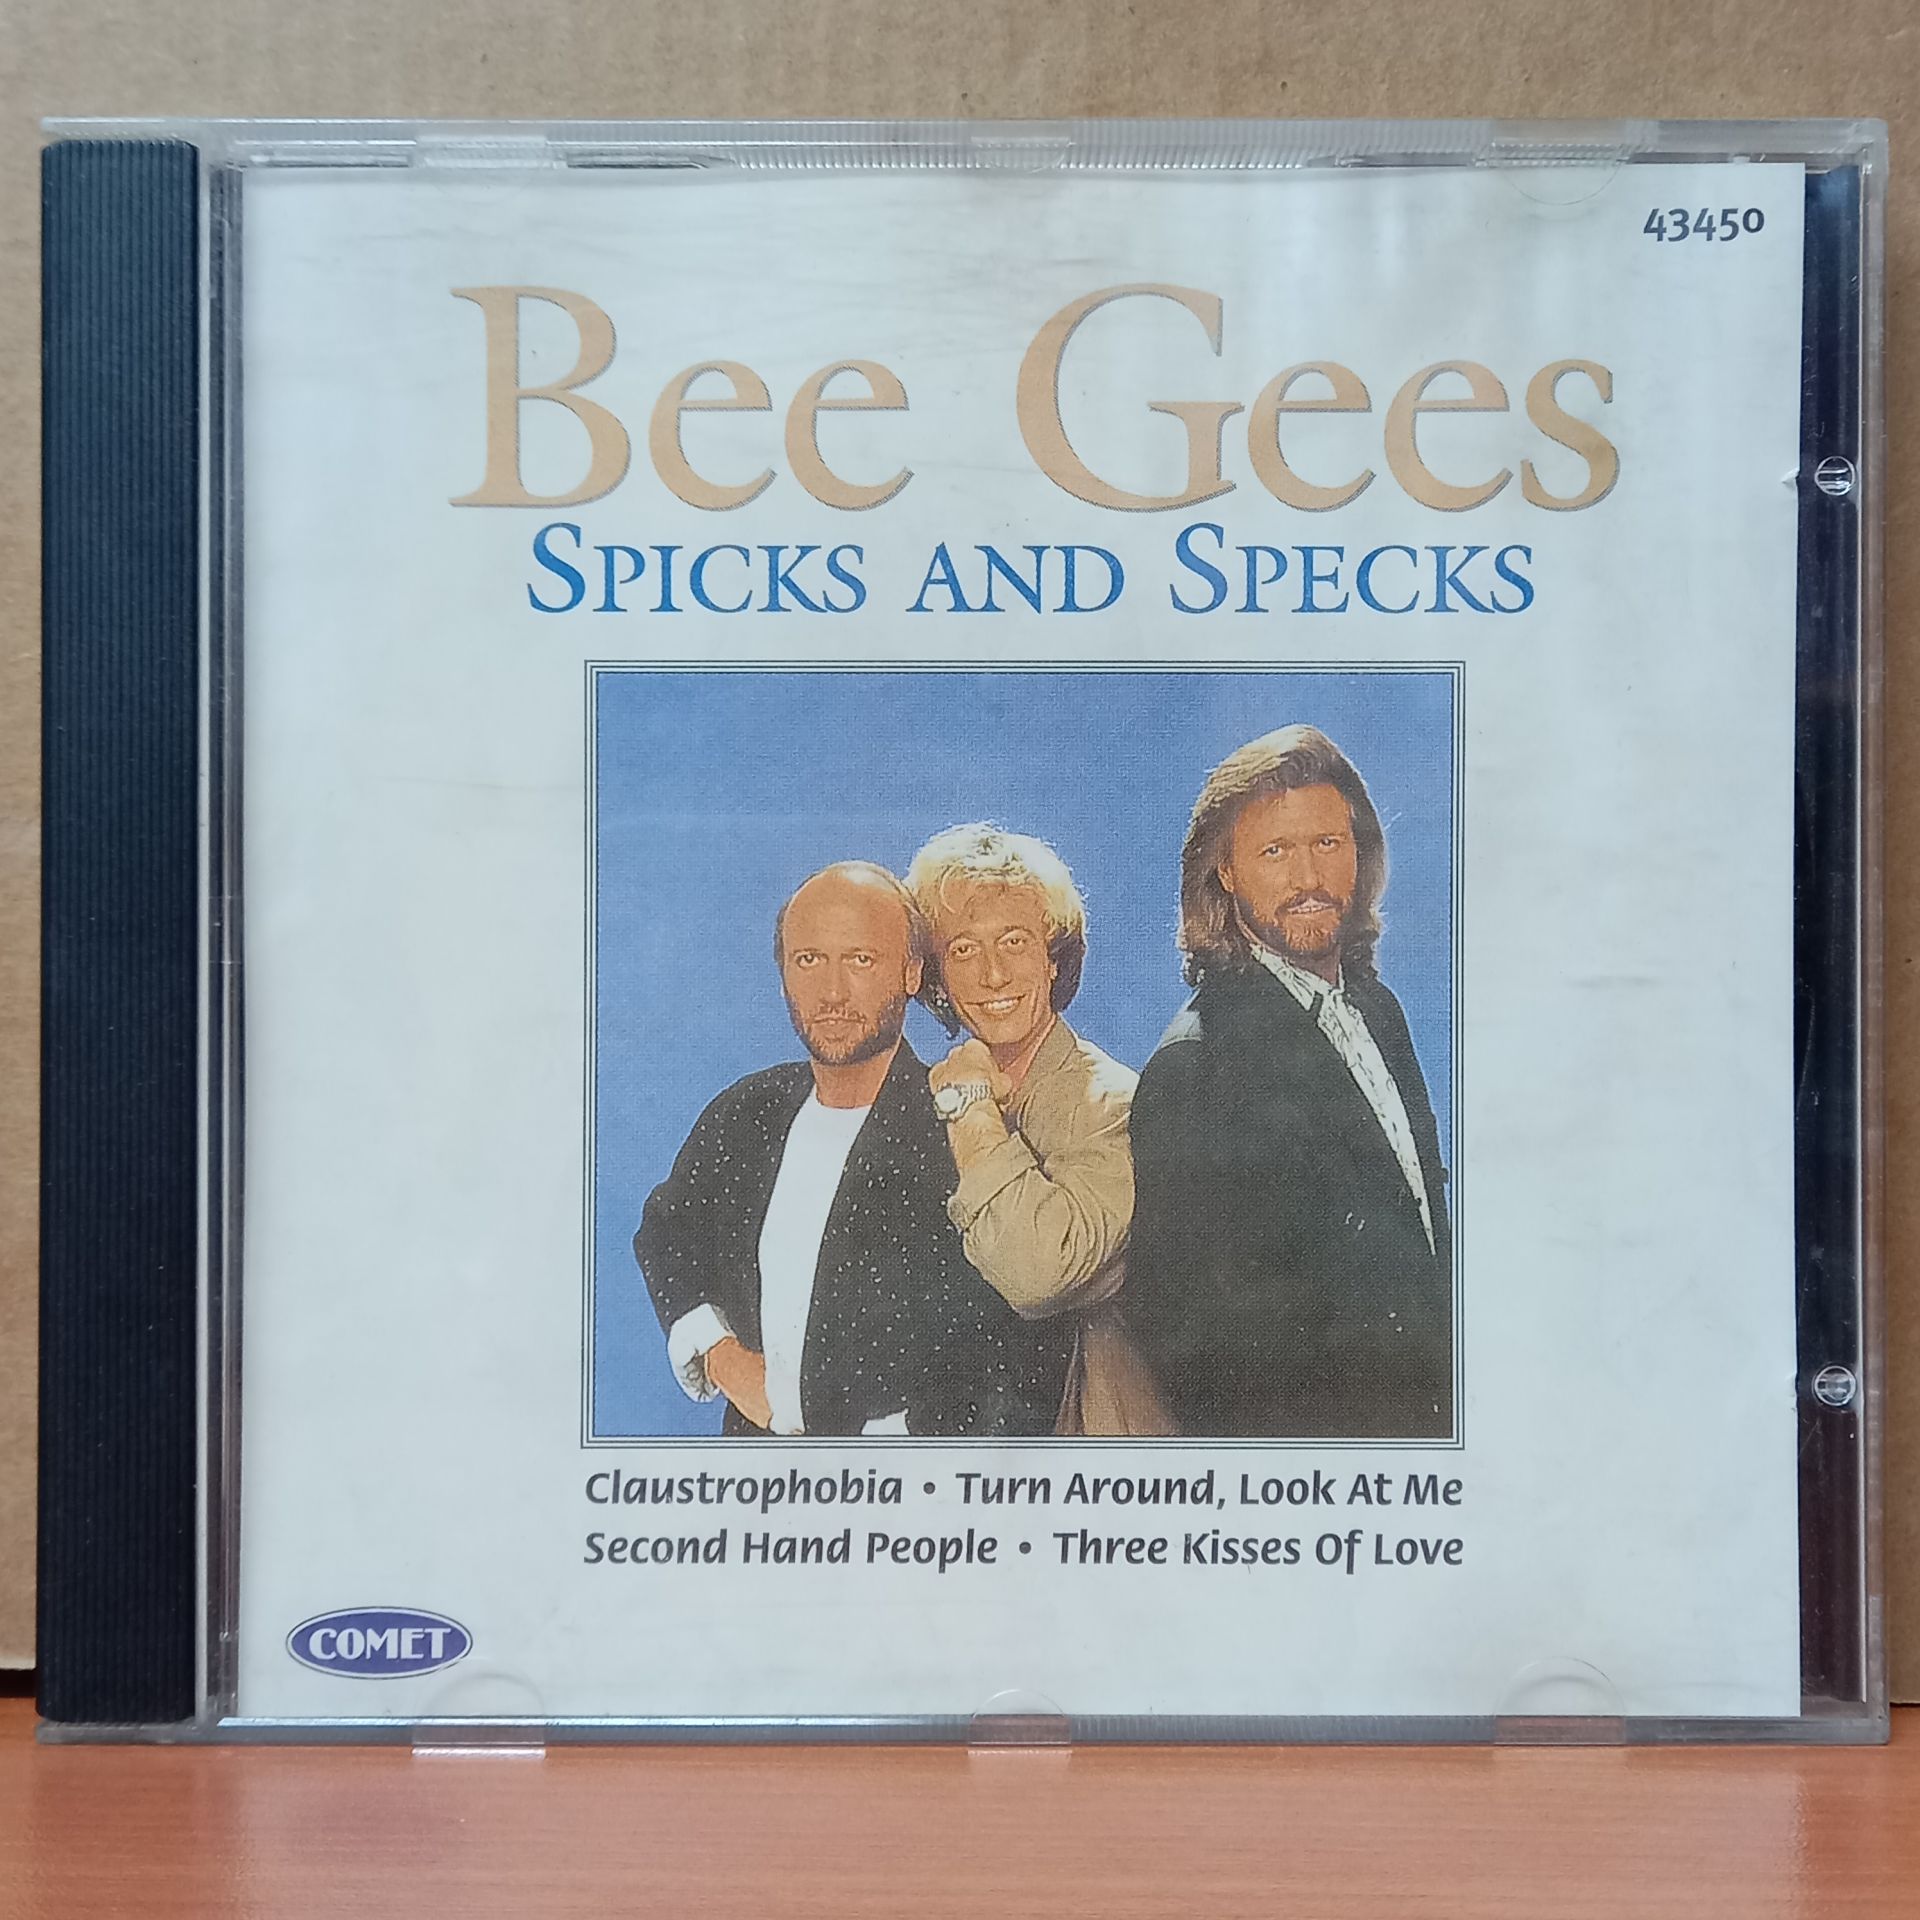 43450
Bee Gees
SPICKS AND SPECKS
Claustrophobia • Turn Around, Look At Me
Second Hand People • Three Kisses Of Love
COMET